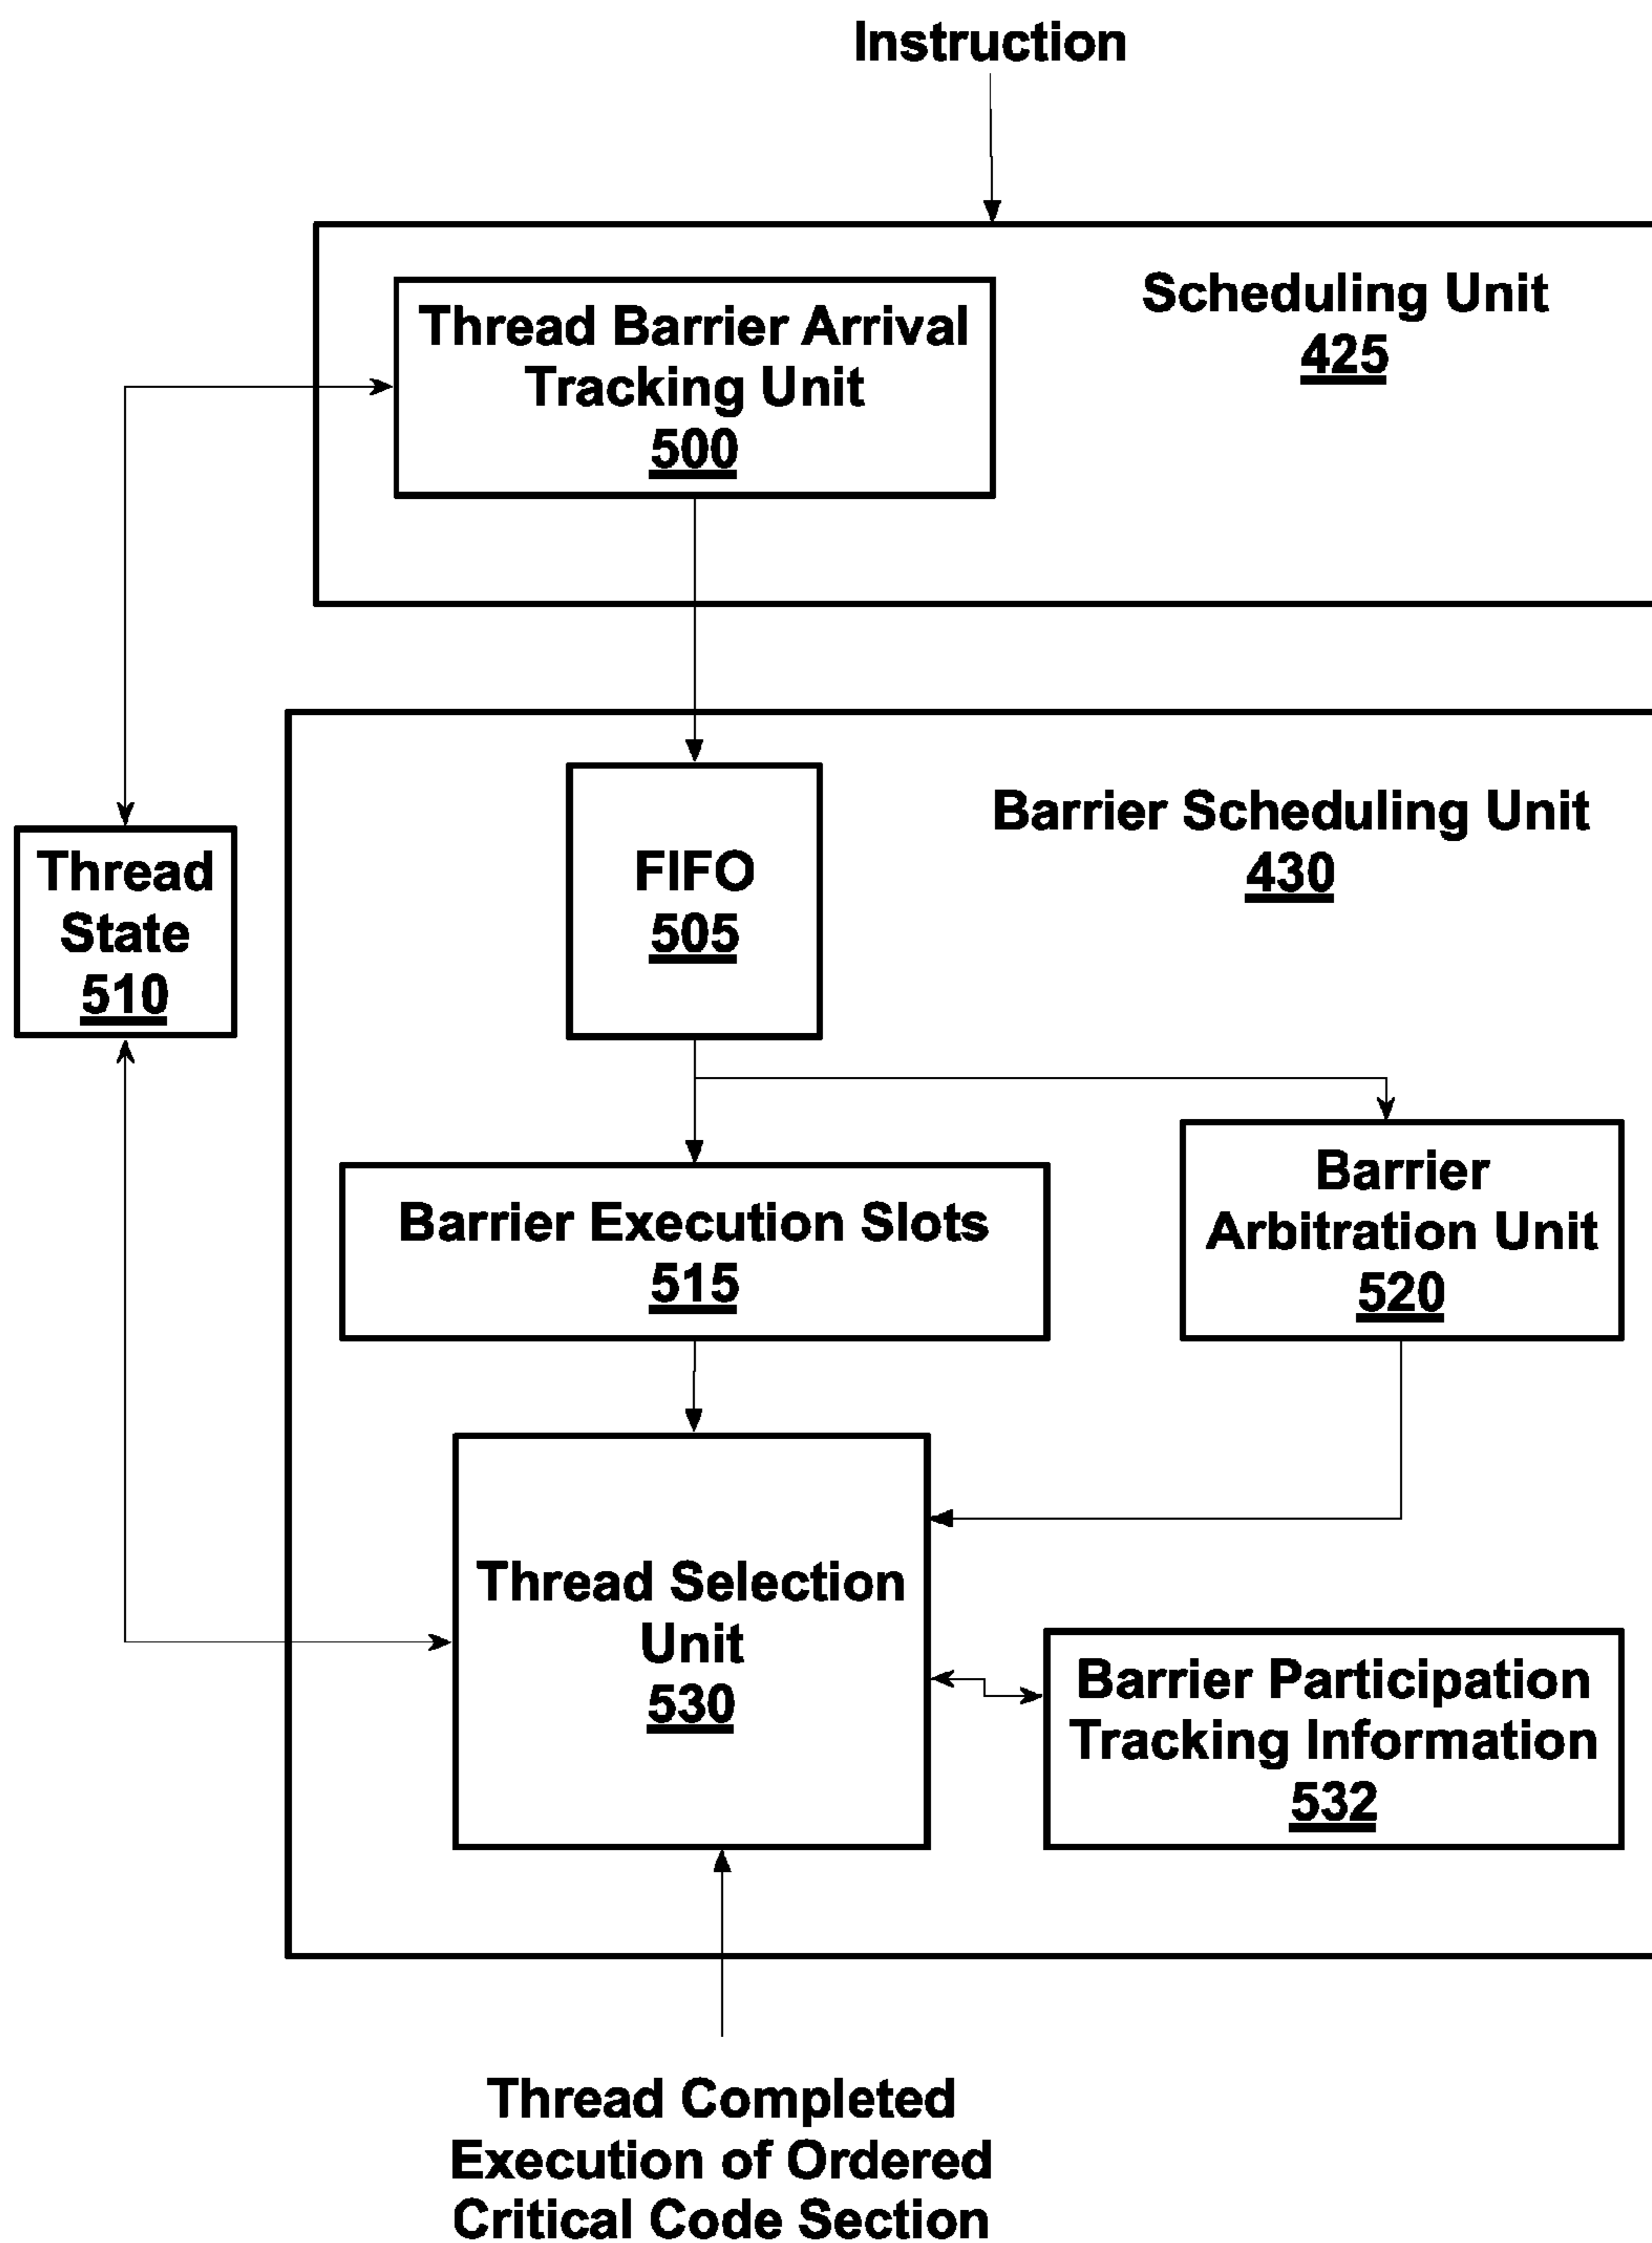 Instruction
Scheduling Unit
425
Thread Barrier Arrival
Tracking Unit
500
Barrier Scheduling Unit
430
FIFO
505
Thread
State
510
Barrier Execution Slots
515
Barrier
Arbitration Unit
520
Thread Selection
Unit
530
Barrier Participation
Tracking Information
532
Thread Completed
Execution of Ordered
Critical Code Section